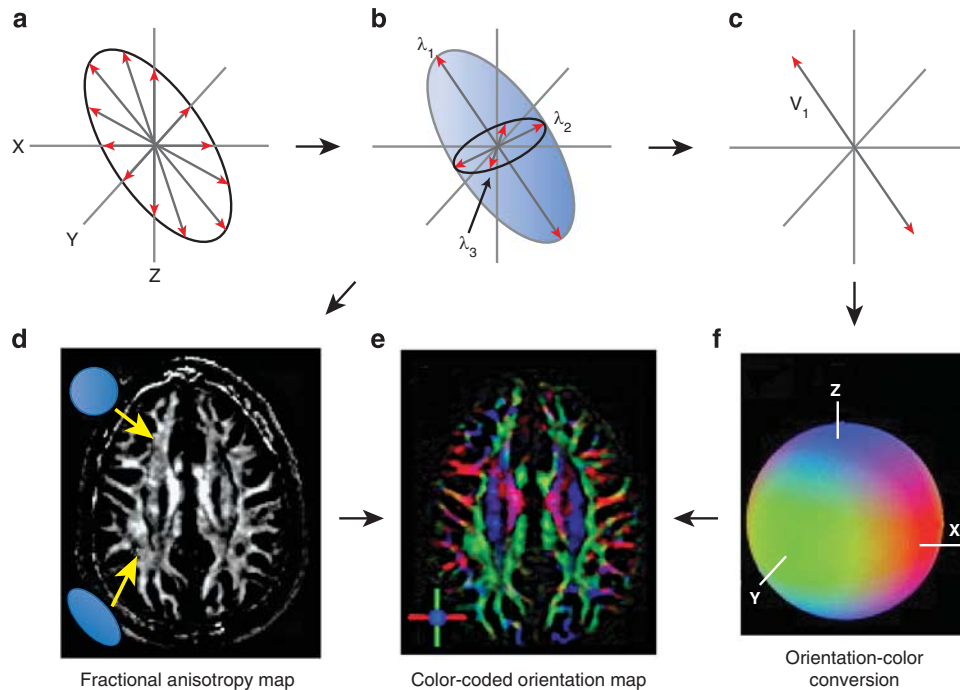 a
b
c
X
Y
Z
λ1
λ2
λ3
V1
d
e
f
Z
X
Y
Fractional anisotropy map
Color-coded orientation map
Orientation-color
conversion